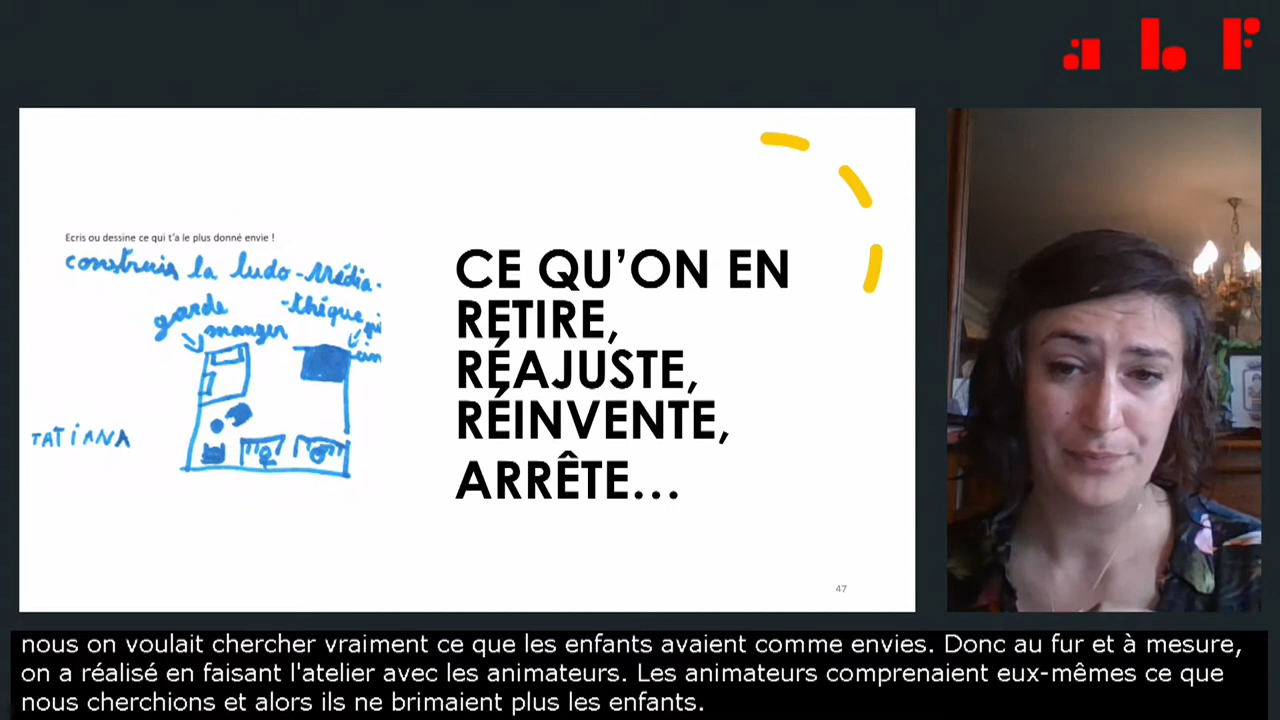 abf
Ecris ou dessine ce qui t'a le plus donné envie !
construis la ludo-média-
-thèque
garde
manger
TATIANA
CE QU'ON EN
RETIRE,
RÉAJUSTE,
RÉINVENTE,
ARRÊTE...
47
nous on voulait chercher vraiment ce que les enfants avaient comme envies. Donc au fur et à mesure,
on a réalisé en faisant l'atelier avec les animateurs. Les animateurs comprenaient eux-mêmes ce que
nous cherchions et alors ils ne brimaient plus les enfants.